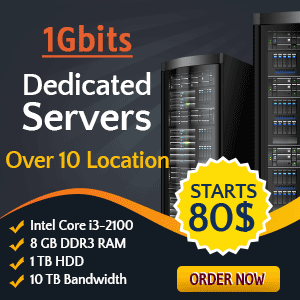 1Gbits
Dedicated
Servers
Over 10 Location
STARTS
80$
Intel Core i3-2100
8 GB DDR3 RAM
1 TB HDD
10 TB Bandwidth
ORDER NOW